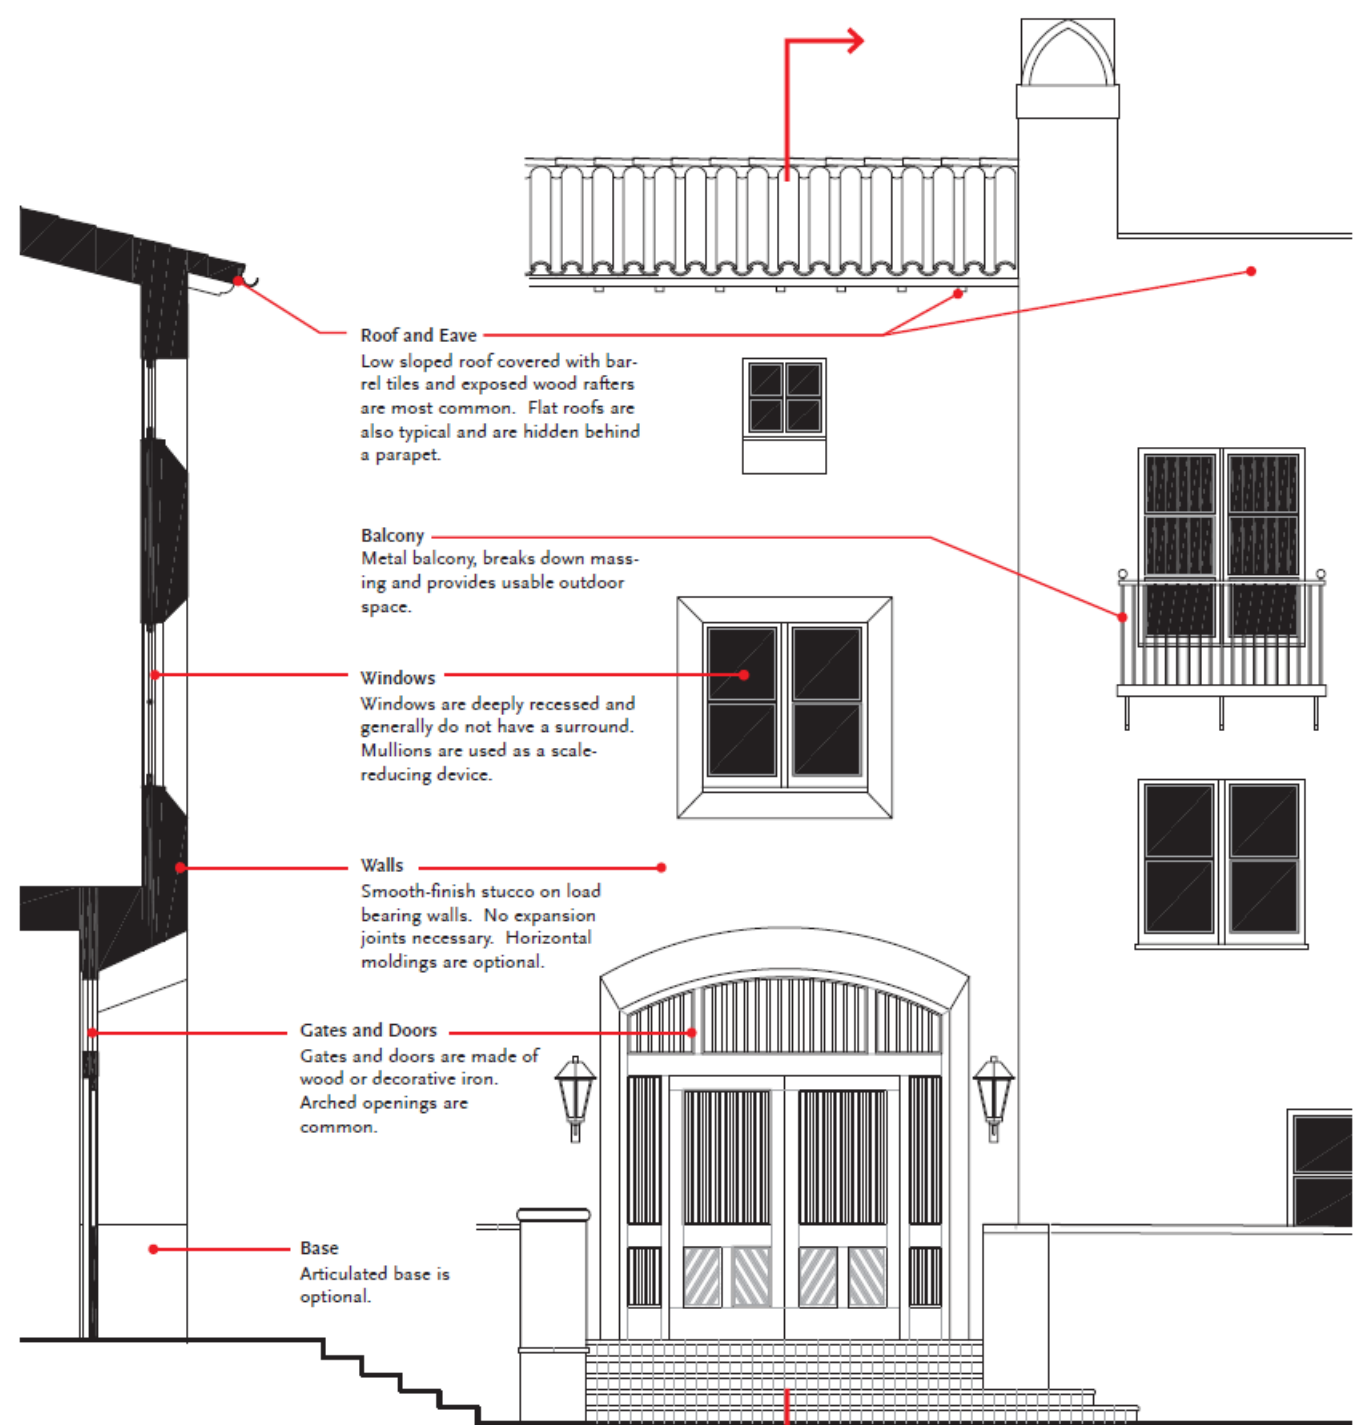 Roof and Eave
Low sloped roof covered with bar-
rel tiles and exposed wood rafters
are most common.  Flat roofs are
also typical and are hidden behind
a parapet.
Balcony
Metal balcony, breaks down mass-
ing and provides usable outdoor
space.
Windows
Windows are deeply recessed and
generally do not have a surround.
Mullions are used as a scale-
reducing device.
Walls
Smooth-finish stucco on load
bearing walls.  No expansion
joints necessary.  Horizontal
moldings are optional.
Gates and Doors
Gates and doors are made of
wood or decorative iron.
Arched openings are
common.
Base
Articulated base is
optional.